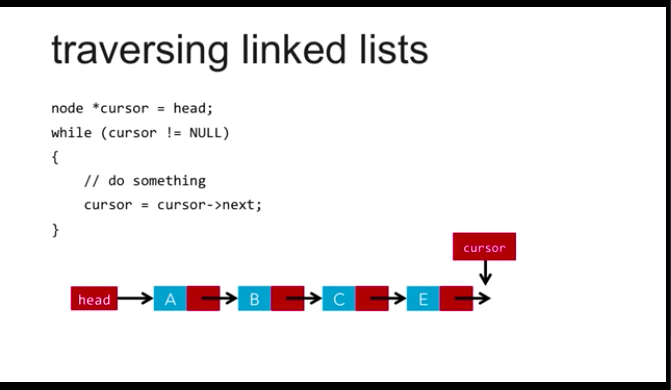 traversing linked lists
node *cursor = head;
while (cursor != NULL)
{
    // do something
    cursor = cursor->next;
}
cursor
head A B C E